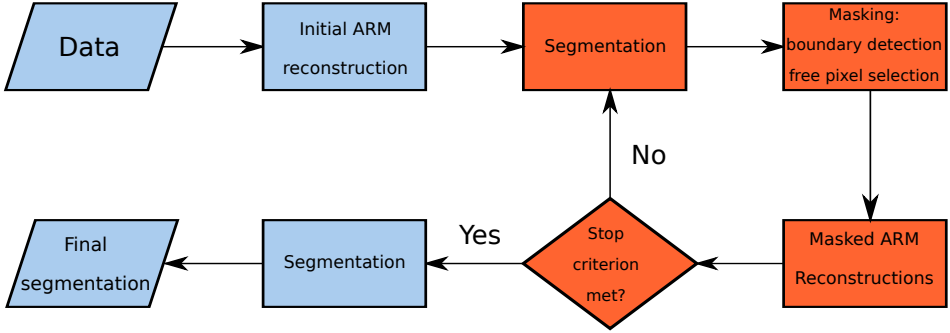 Data
Initial ARM
reconstruction
Segmentation
Masking:
boundary detection
free pixel selection
No
Masked ARM
Reconstructions
Stop
criterion
met?
Yes
Segmentation
Final
segmentation